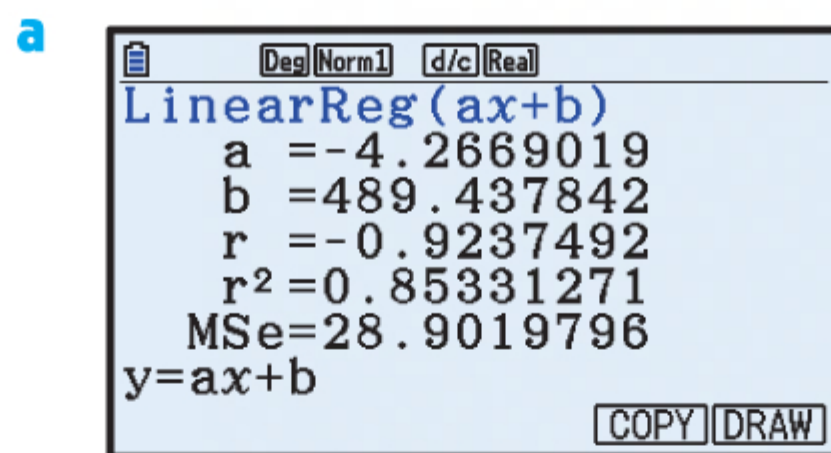 a
Deg Norm1 d/c Real
LinearReg(ax+b)
a =-4.2669019
b =489.437842
r =-0.9237492
r²=0.85331271
MSe=28.9019796
y=ax+b
COPY DRAW